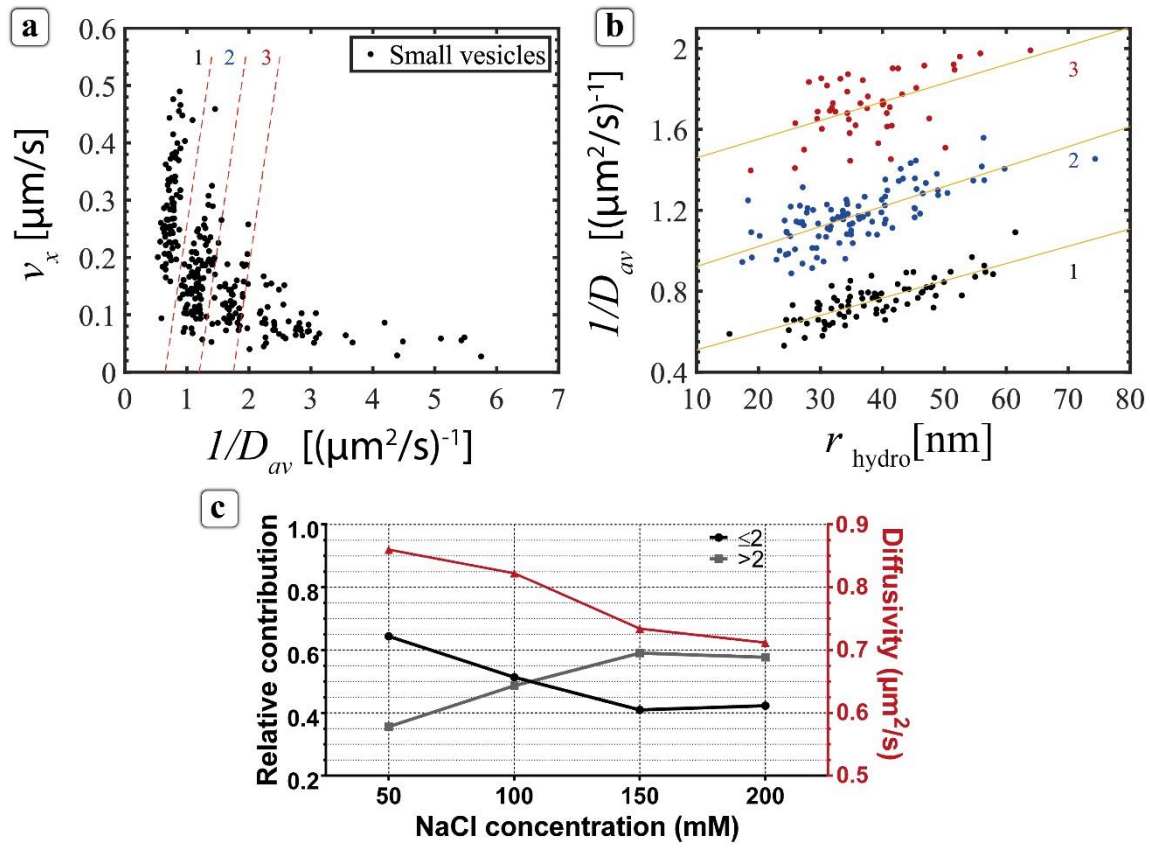 a
0.6
0.5
0.4
0.3
0.2
0.1
0
v_x [μm/s]
1 2 3
Small vesicles
0 1 2 3 4 5 6 7
1/D_av [(μm²/s)⁻¹]
b
2
1.6
1.2
0.8
0.4
1/D_av [(μm²/s)⁻¹]
3
2
1
10 20 30 40 50 60 70 80
r_hydro [nm]
c
1.0
0.8
0.6
0.4
0.2
Relative contribution
≤2
>2
0.9
0.8
0.7
0.6
0.5
Diffusivity (μm²/s)
50 100 150 200
NaCl concentration (mM)